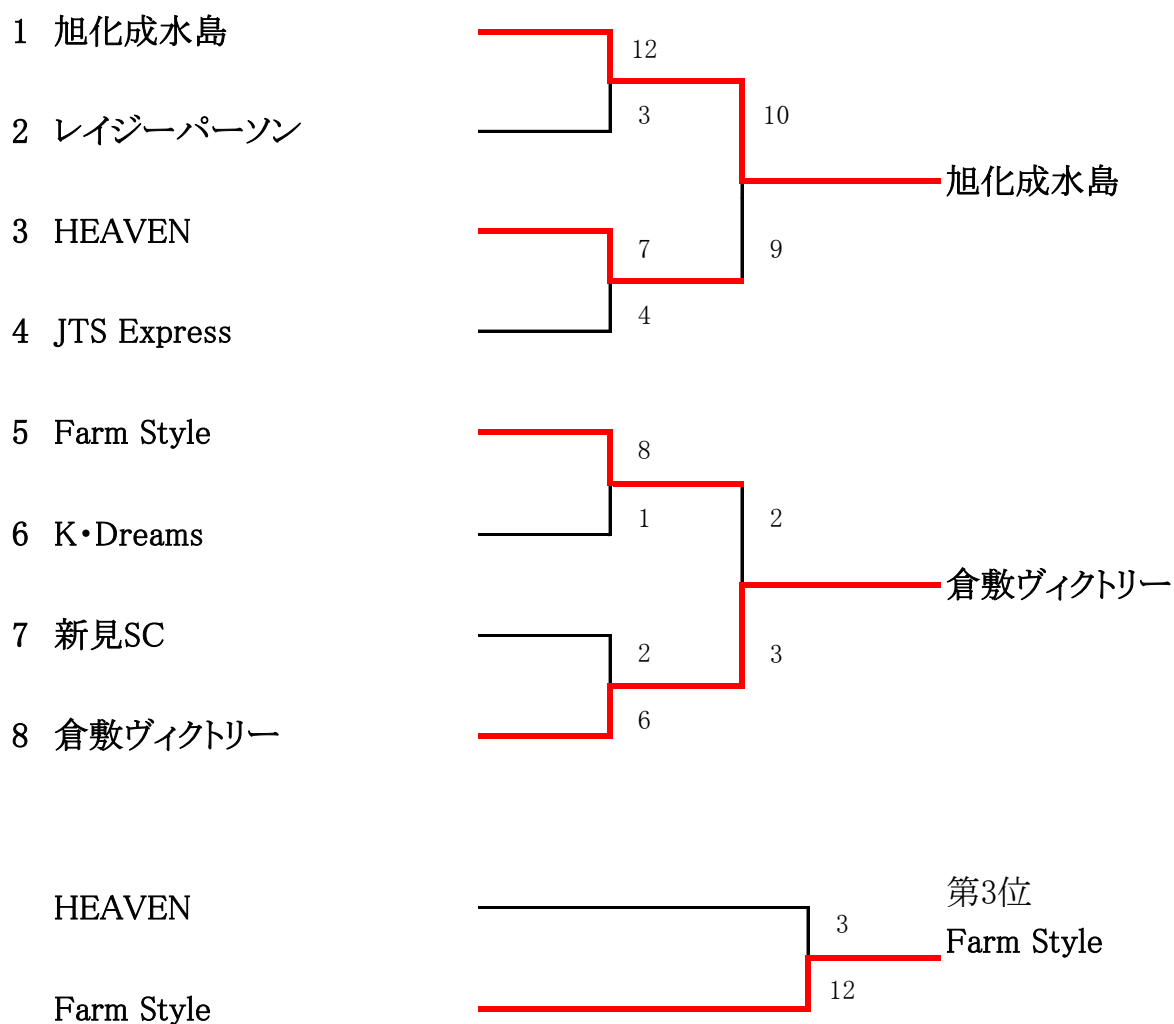 1 旭化成水島
12
3
10
2 レイジーパーソン
旭化成水島
3 HEAVEN
7
9
4
4 JTS Express
5 Farm Style
8
1
2
6 K・Dreams
倉敷ヴィクトリー
7 新見SC
2
3
6
8 倉敷ヴィクトリー
第3位
HEAVEN
3
Farm Style
12
Farm Style